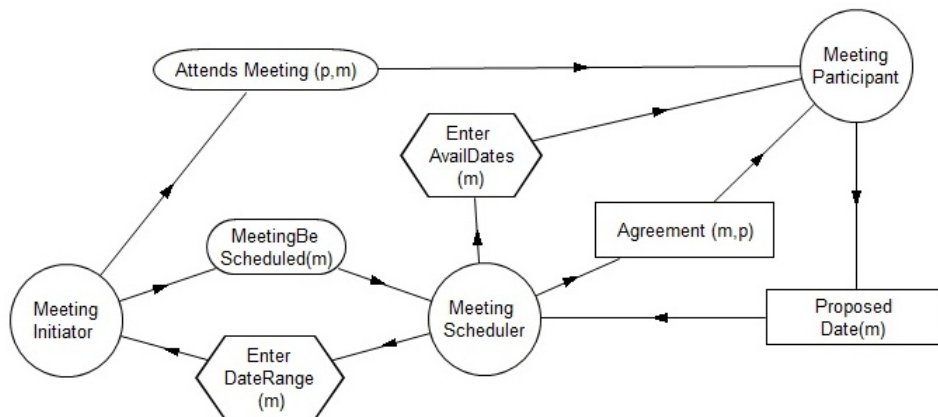 Attends Meeting (p,m)
Meeting
Participant
Enter
AvailDates
(m)
Agreement (m,p)
MeetingBe
Scheduled(m)
Meeting
Initiator
Meeting
Scheduler
Proposed
Date(m)
Enter
DateRange
(m)